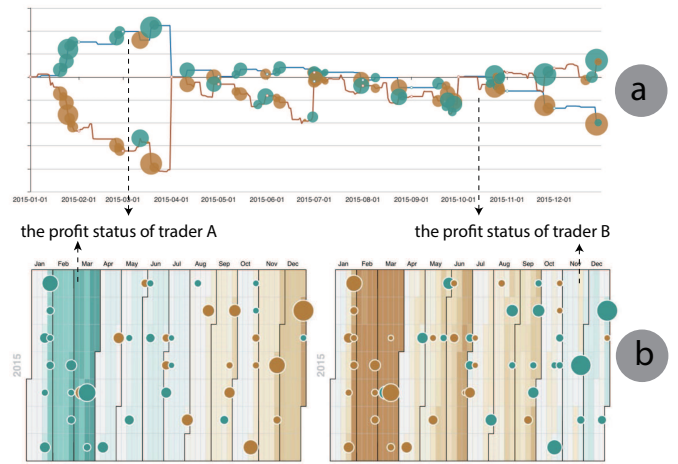 a
2015-01-01 2015-02-01 2015-03-01 2015-04-01 2015-05-01 2015-06-01 2015-07-01 2015-08-01 2015-09-01 2015-10-01 2015-11-01 2015-12-01
the profit status of trader A the profit status of trader B
Jan Feb Mar Apr May Jun Jul Aug Sep Oct Nov Dec Jan Feb Mar Apr May Jun Jul Aug Sep Oct Nov Dec
2015 2015
b